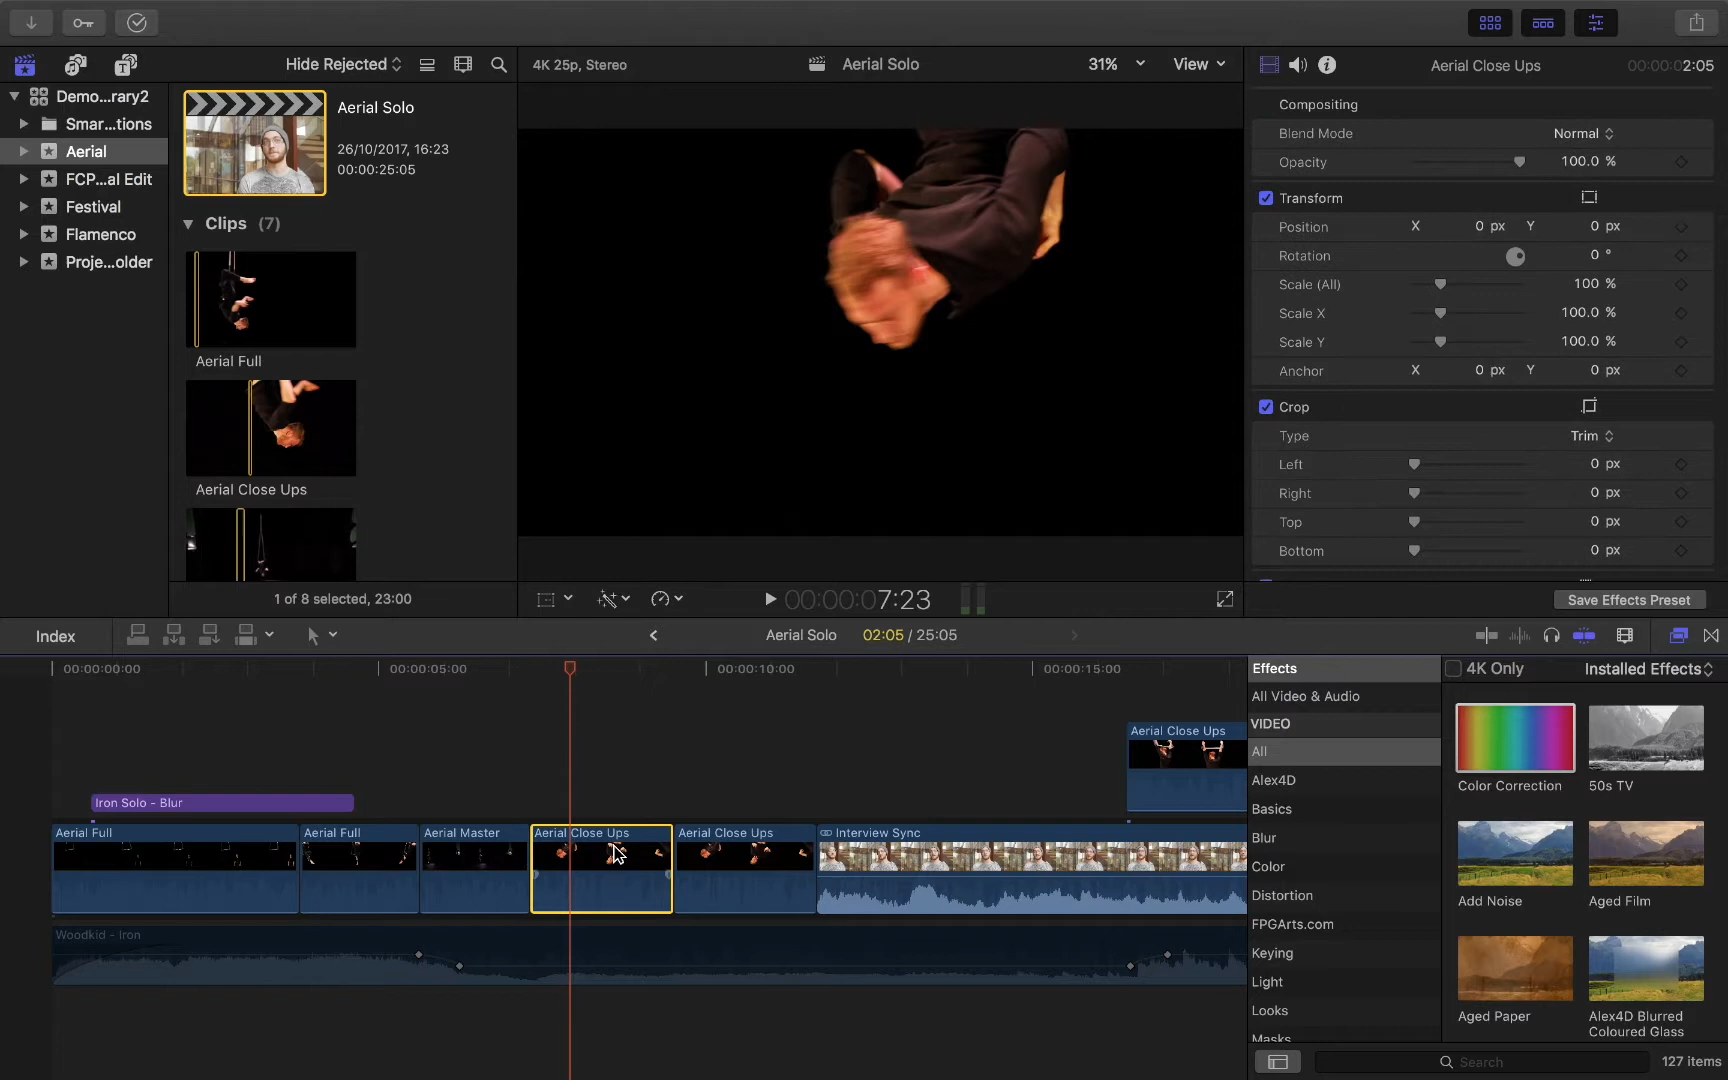 Hide Rejected
4K 25p, Stereo
Aerial Solo
31%
View
Aerial Close Ups
00:00:02:05
Demo...rary2
Smar...tions
Aerial
FCP...al Edit
Festival
Flamenco
Proje...older
Aerial Solo
26/10/2017, 16:23
00:00:25:05
Clips (7)
Aerial Full
Aerial Close Ups
1 of 8 selected, 23:00
00:00:07:23
Compositing
Blend Mode Normal
Opacity 100.0 %
Transform
Position X 0 px Y 0 px
Rotation 0 °
Scale (All) 100 %
Scale X 100.0 %
Scale Y 100.0 %
Anchor X 0 px Y 0 px
Crop
Type Trim
Left 0 px
Right 0 px
Top 0 px
Bottom 0 px
Save Effects Preset
Index
Aerial Solo 02:05 / 25:05
00:00:00:00
00:00:05:00
00:00:10:00
00:00:15:00
Aerial Close Ups
Iron Solo - Blur
Aerial Full
Aerial Full
Aerial Master
Aerial Close Ups
Aerial Close Ups
Interview Sync
Woodkid - Iron
Effects
4K Only
Installed Effects
All Video & Audio
VIDEO
All
Alex4D
Basics
Blur
Color
Distortion
FPGArts.com
Keying
Light
Looks
Masks
Color Correction
50s TV
Add Noise
Aged Film
Aged Paper
Alex4D Blurred
Coloured Glass
Search
127 items